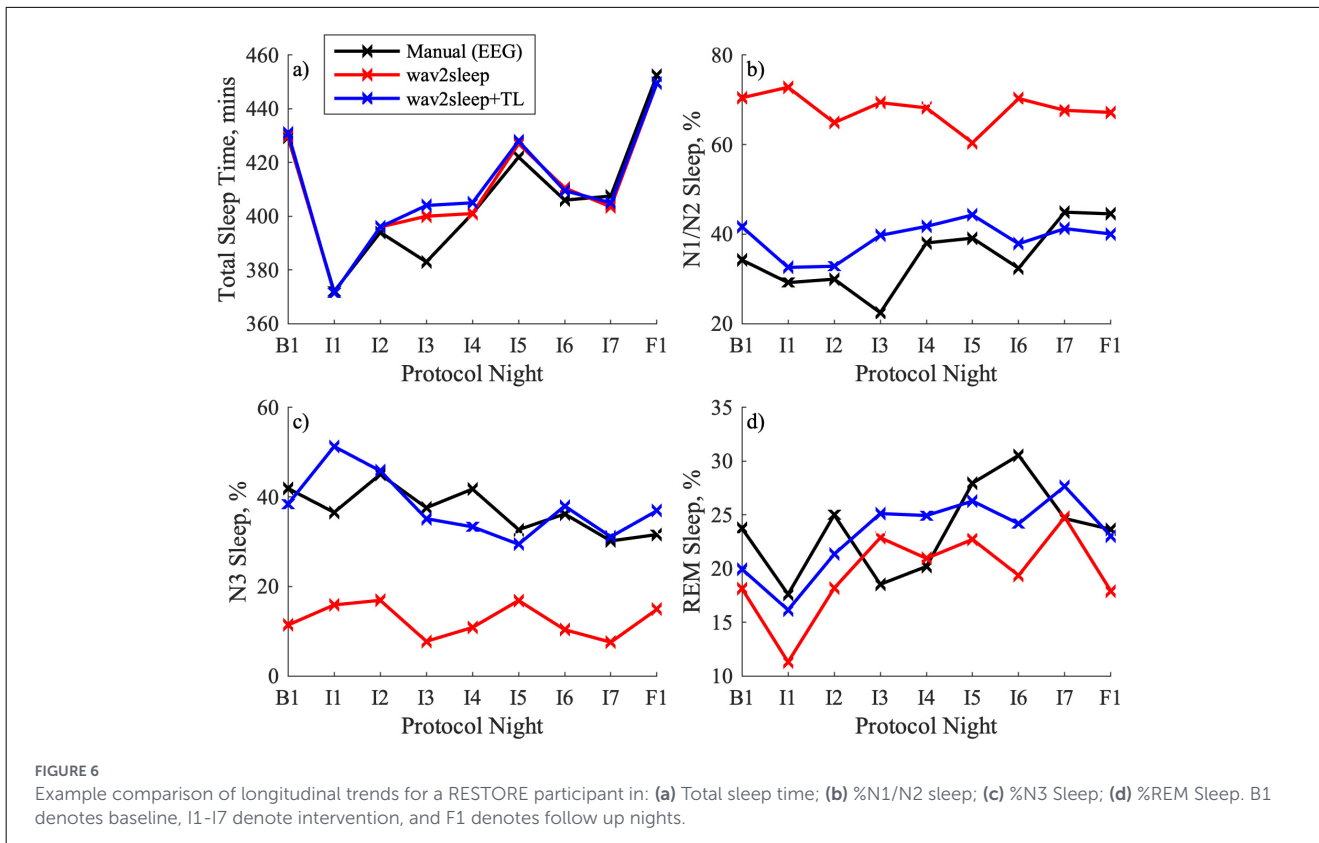 a)
Manual (EEG)
wav2sleep
wav2sleep+TL
460
440
420
400
380
360
Total Sleep Time, mins
B1 I1 I2 I3 I4 I5 I6 I7 F1
Protocol Night
b)
80
60
40
20
N1/N2 Sleep, %
B1 I1 I2 I3 I4 I5 I6 I7 F1
Protocol Night
c)
60
40
20
0
N3 Sleep, %
B1 I1 I2 I3 I4 I5 I6 I7 F1
Protocol Night
d)
35
30
25
20
15
10
REM Sleep, %
B1 I1 I2 I3 I4 I5 I6 I7 F1
Protocol Night
FIGURE 6
Example comparison of longitudinal trends for a RESTORE participant in: (a) Total sleep time; (b) %N1/N2 sleep; (c) %N3 Sleep; (d) %REM Sleep. B1
denotes baseline, I1-I7 denote intervention, and F1 denotes follow up nights.